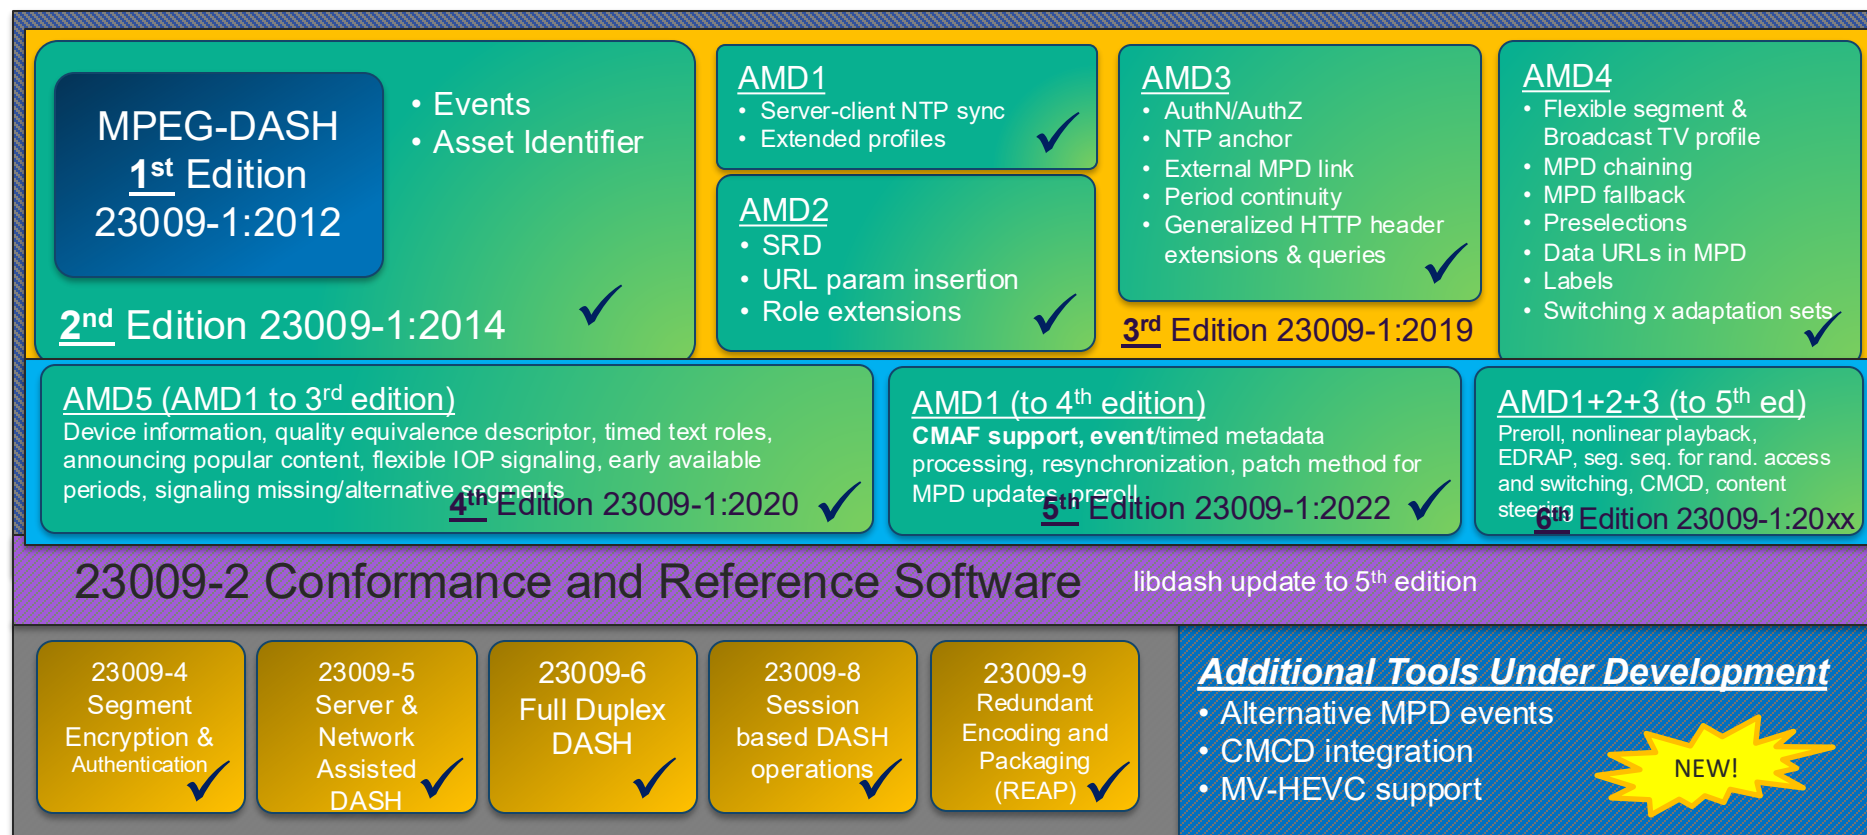 MPEG-DASH
1st Edition
23009-1:2012
• Events
• Asset Identifier
2nd Edition 23009-1:2014
AMD1
• Server-client NTP sync
• Extended profiles
AMD2
• SRD
• URL param insertion
• Role extensions
AMD3
• AuthN/AuthZ
• NTP anchor
• External MPD link
• Period continuity
• Generalized HTTP header
extensions & queries
3rd Edition 23009-1:2019
AMD4
• Flexible segment &
Broadcast TV profile
• MPD chaining
• MPD fallback
• Preselections
• Data URLs in MPD
• Labels
• Switching x adaptation sets
AMD5 (AMD1 to 3rd edition)
Device information, quality equivalence descriptor, timed text roles,
announcing popular content, flexible IOP signaling, early available
periods, signaling missing/alternative segments
4th Edition 23009-1:2020
AMD1 (to 4th edition)
CMAF support, event/timed metadata
processing, resynchronization, patch method for
MPD updates, preroll
5th Edition 23009-1:2022
AMD1+2+3 (to 5th ed)
Preroll, nonlinear playback,
EDRAP, seg. seq. for rand. access
and switching, CMCD, content
steering
6th Edition 23009-1:20xx
23009-2 Conformance and Reference Software
libdash update to 5th edition
23009-4
Segment
Encryption &
Authentication
23009-5
Server &
Network
Assisted
DASH
23009-6
Full Duplex
DASH
23009-8
Session
based DASH
operations
23009-9
Redundant
Encoding and
Packaging
(REAP)
Additional Tools Under Development
• Alternative MPD events
• CMCD integration
• MV-HEVC support
NEW!